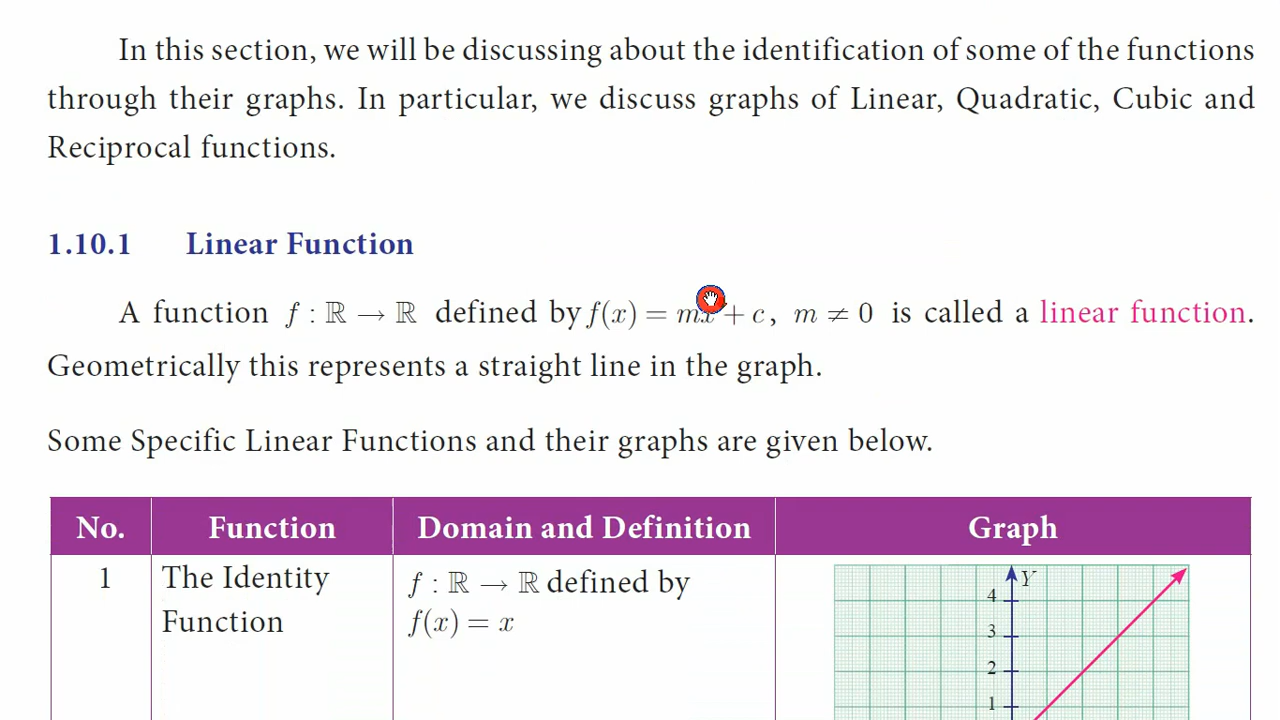 In this section, we will be discussing about the identification of some of the functions
through their graphs. In particular, we discuss graphs of Linear, Quadratic, Cubic and
Reciprocal functions.
1.10.1 Linear Function
A function f : ℝ → ℝ defined by f(x) = mx + c, m ≠ 0 is called a linear function.
Geometrically this represents a straight line in the graph.
Some Specific Linear Functions and their graphs are given below.
No. Function Domain and Definition Graph
1 The Identity f : ℝ → ℝ defined by
Function f(x) = x
Y
4
3
2
1